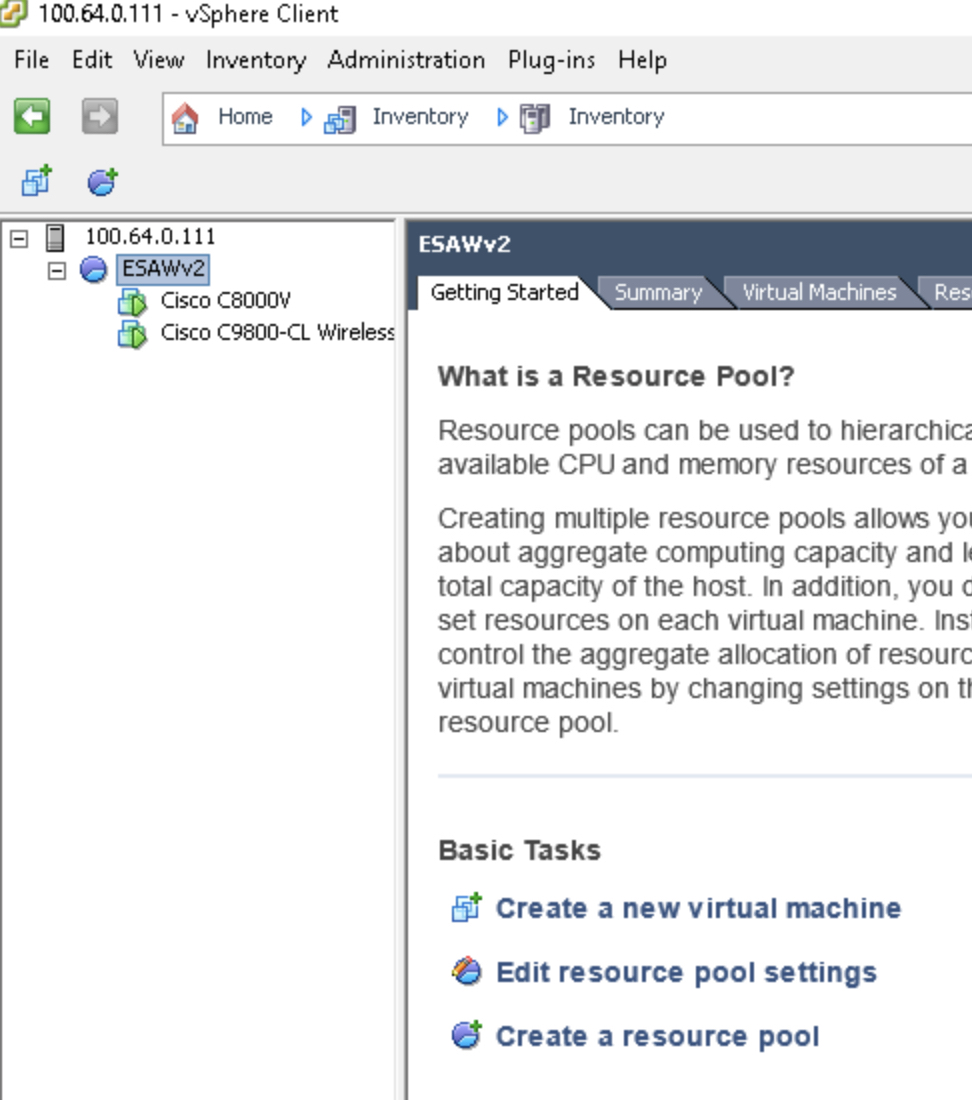 100.64.0.111 - vSphere Client
File Edit View Inventory Administration Plug-ins Help
Home Inventory Inventory
100.64.0.111
ESAWv2
Cisco C8000V
Cisco C9800-CL Wireless
ESAWv2
Getting Started Summary Virtual Machines Res
What is a Resource Pool?
Resource pools can be used to hierarchica
available CPU and memory resources of a
Creating multiple resource pools allows you
about aggregate computing capacity and le
total capacity of the host. In addition, you d
set resources on each virtual machine. Inst
control the aggregate allocation of resourc
virtual machines by changing settings on th
resource pool.
Basic Tasks
Create a new virtual machine
Edit resource pool settings
Create a resource pool